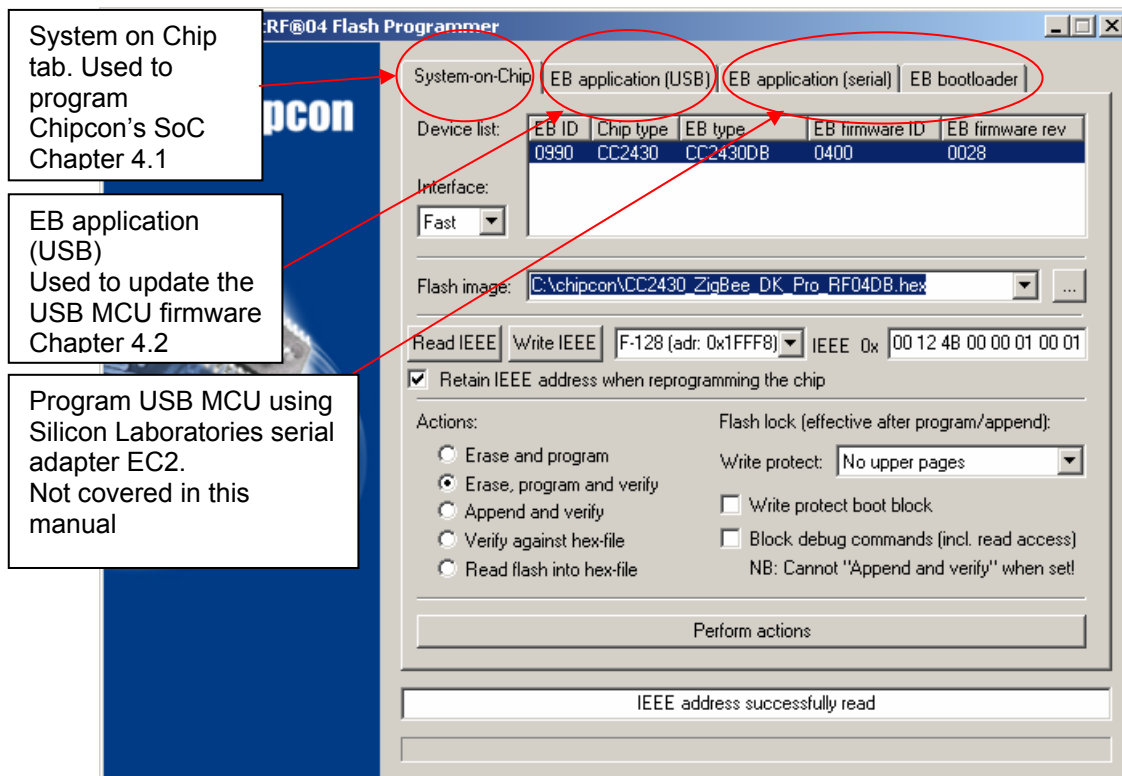 :RF®04 Flash Programmer
System on Chip
tab. Used to
program
Chipcon's SoC
Chapter 4.1
EB application
(USB)
Used to update the
USB MCU firmware
Chapter 4.2
Program USB MCU using
Silicon Laboratories serial
adapter EC2.
Not covered in this
manual
pcon
System-on-Chip EB application (USB) EB application (serial) EB bootloader
Device list: EB ID Chip type EB type EB firmware ID EB firmware rev
0990 CC2430 CC2430DB 0400 0028
Interface:
Fast
Flash image: C:\chipcon\CC2430_ZigBee_DK_Pro_RF04DB.hex ...
Read IEEE Write IEEE F-128 (adr: 0x1FFF8) IEEE 0x 00 12 4B 00 00 01 00 01
Retain IEEE address when reprogramming the chip
Actions: Flash lock (effective after program/append):
Erase and program
Write protect: No upper pages
Erase, program and verify
Append and verify
Write protect boot block
Verify against hex-file
Block debug commands (incl. read access)
Read flash into hex-file
NB: Cannot "Append and verify" when set!
Perform actions
IEEE address successfully read